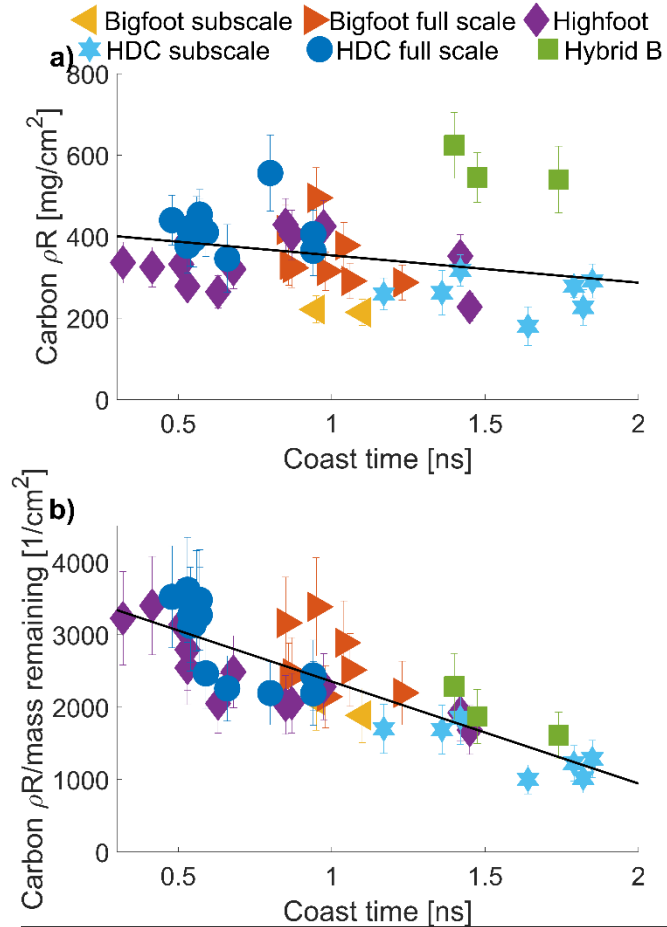 Bigfoot subscale Bigfoot full scale Highfoot
HDC subscale HDC full scale Hybrid B
a)
800
600
400
200
0
Carbon ρR [mg/cm²]
0.5 1 1.5 2
Coast time [ns]
b)
4000
3000
2000
1000
0
Carbon ρR/mass remaining [1/cm²]
0.5 1 1.5 2
Coast time [ns]